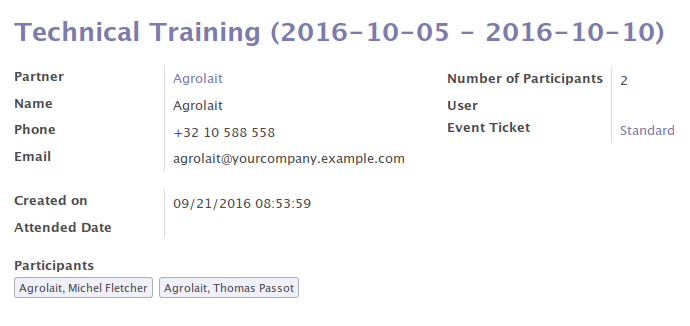 Technical Training (2016-10-05 - 2016-10-10)
Partner Agrolait
Name Agrolait
Phone +32 10 588 558
Email agrolait@yourcompany.example.com
Number of Participants 2
User
Event Ticket Standard
Created on 09/21/2016 08:53:59
Attended Date
Participants
Agrolait, Michel Fletcher Agrolait, Thomas Passot